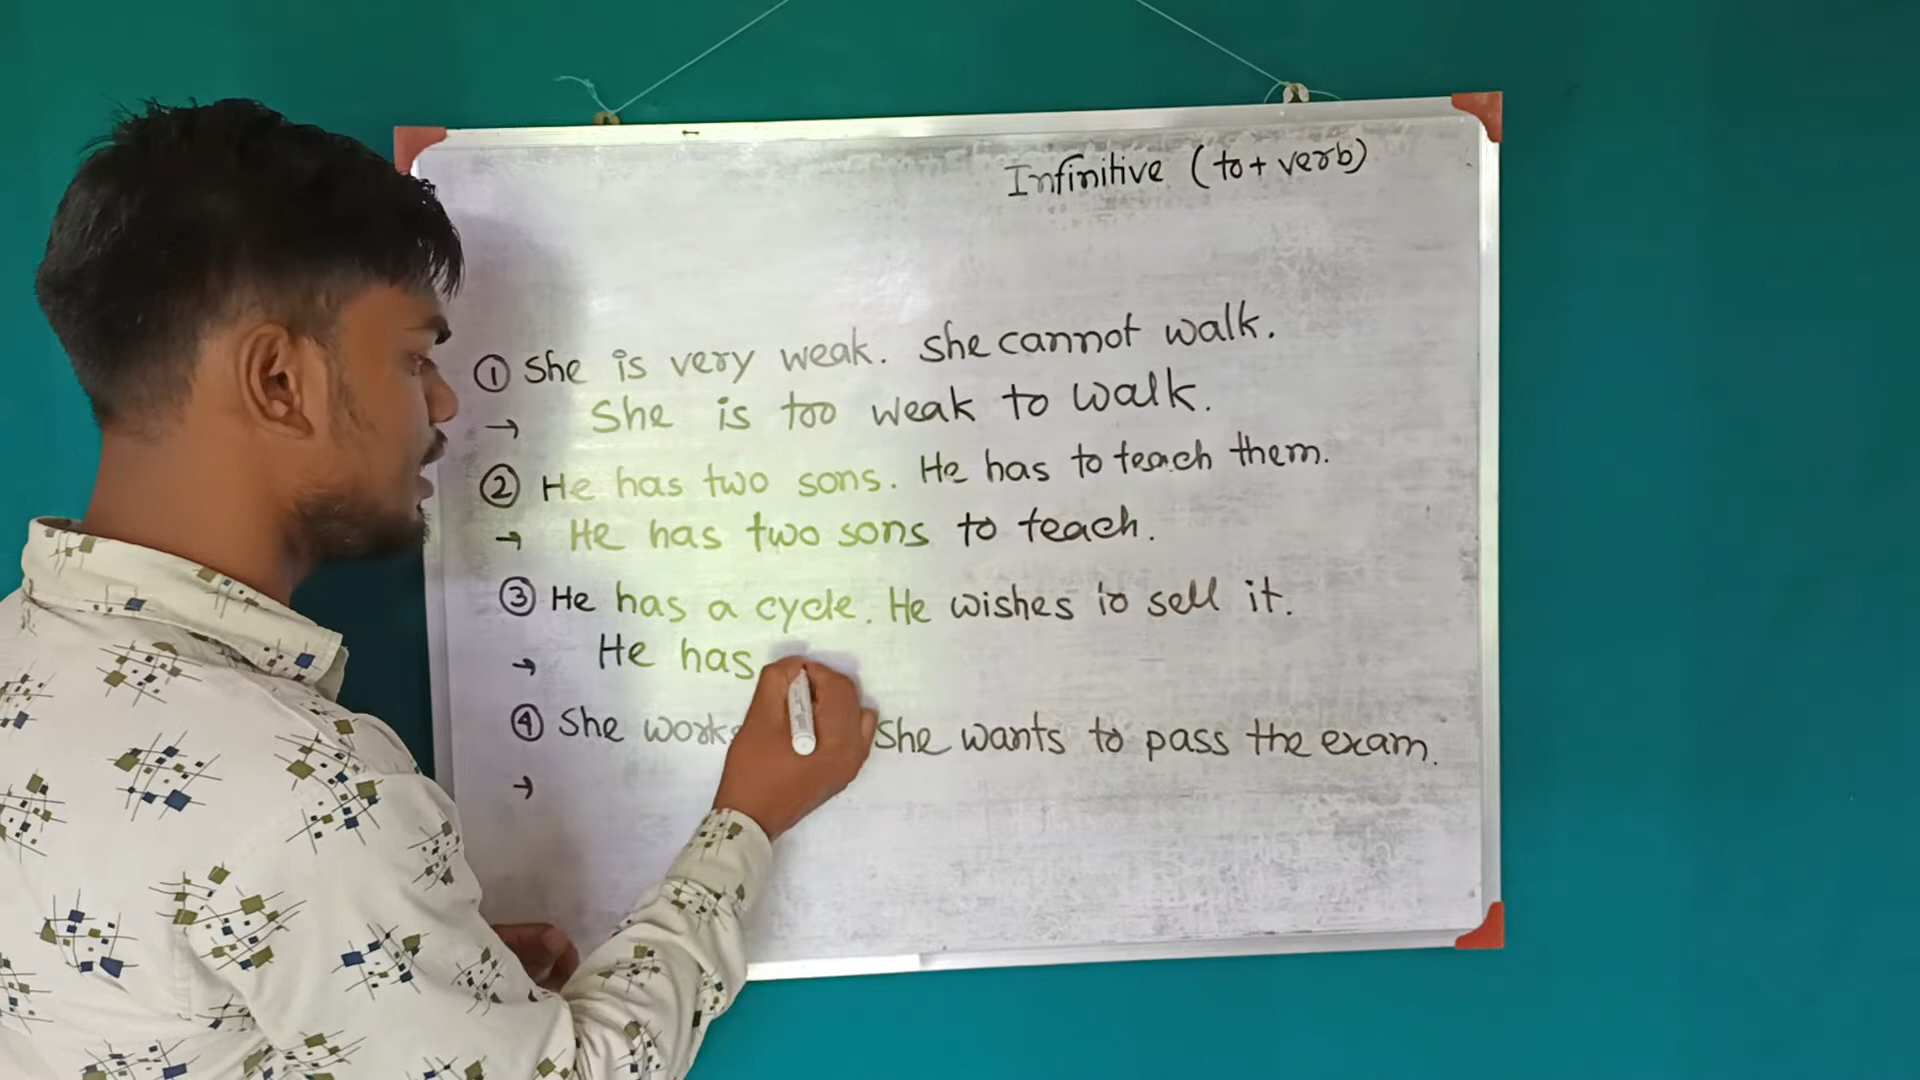 Infinitive (to + verb)
① She is very weak. She cannot walk.
→ She is too weak to walk.
② He has two sons. He has to teach them.
→ He has two sons to teach.
③ He has a cycle. He wishes to sell it.
→ He has
④ She works She wants to pass the exam.
→